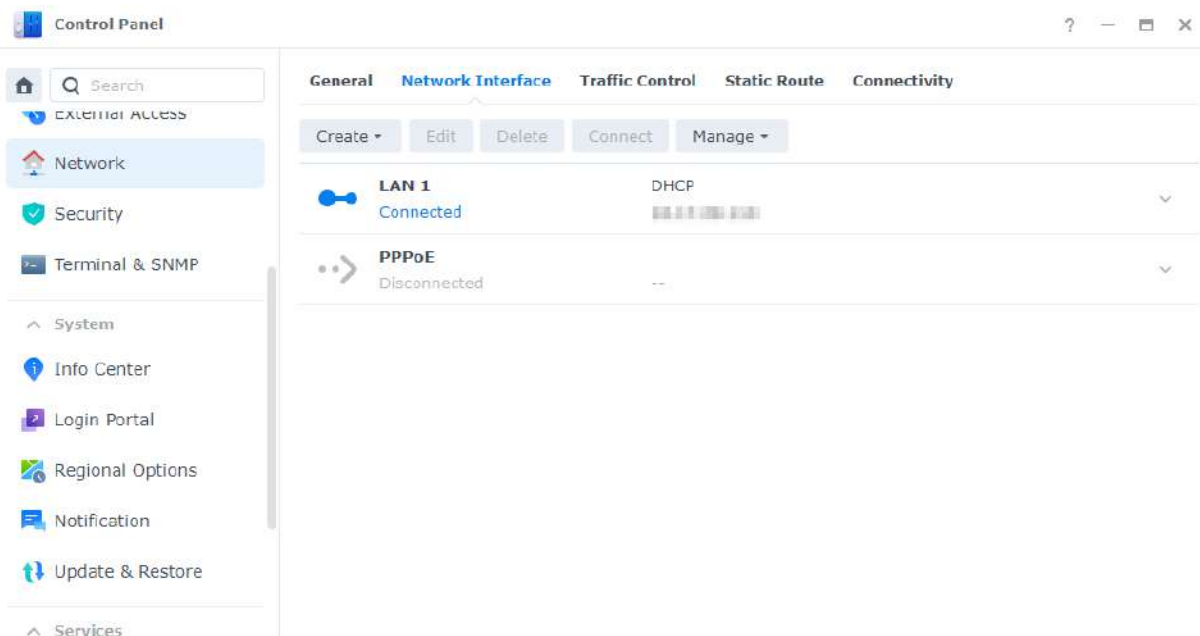 Control Panel
?
Search
External Access
Network
Security
Terminal & SNMP
System
Info Center
Login Portal
Regional Options
Notification
Update & Restore
Services
General Network Interface Traffic Control Static Route Connectivity
Create Edit Delete Connect Manage
LAN 1 DHCP
Connected
PPPoE
Disconnected --